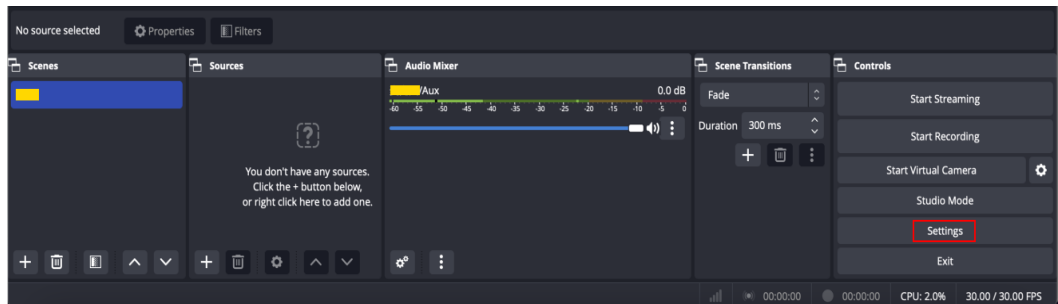 No source selected
Properties
Filters
Scenes
Sources
You don't have any sources.
Click the + button below,
or right click here to add one.
Audio Mixer
/Aux
0.0 dB
-60 -55 -50 -45 -40 -35 -30 -25 -20 -15 -10 -5 0
Scene Transitions
Fade
Duration 300 ms
Controls
Start Streaming
Start Recording
Start Virtual Camera
Studio Mode
Settings
Exit
00:00:00
00:00:00
CPU: 2.0%
30.00 / 30.00 FPS